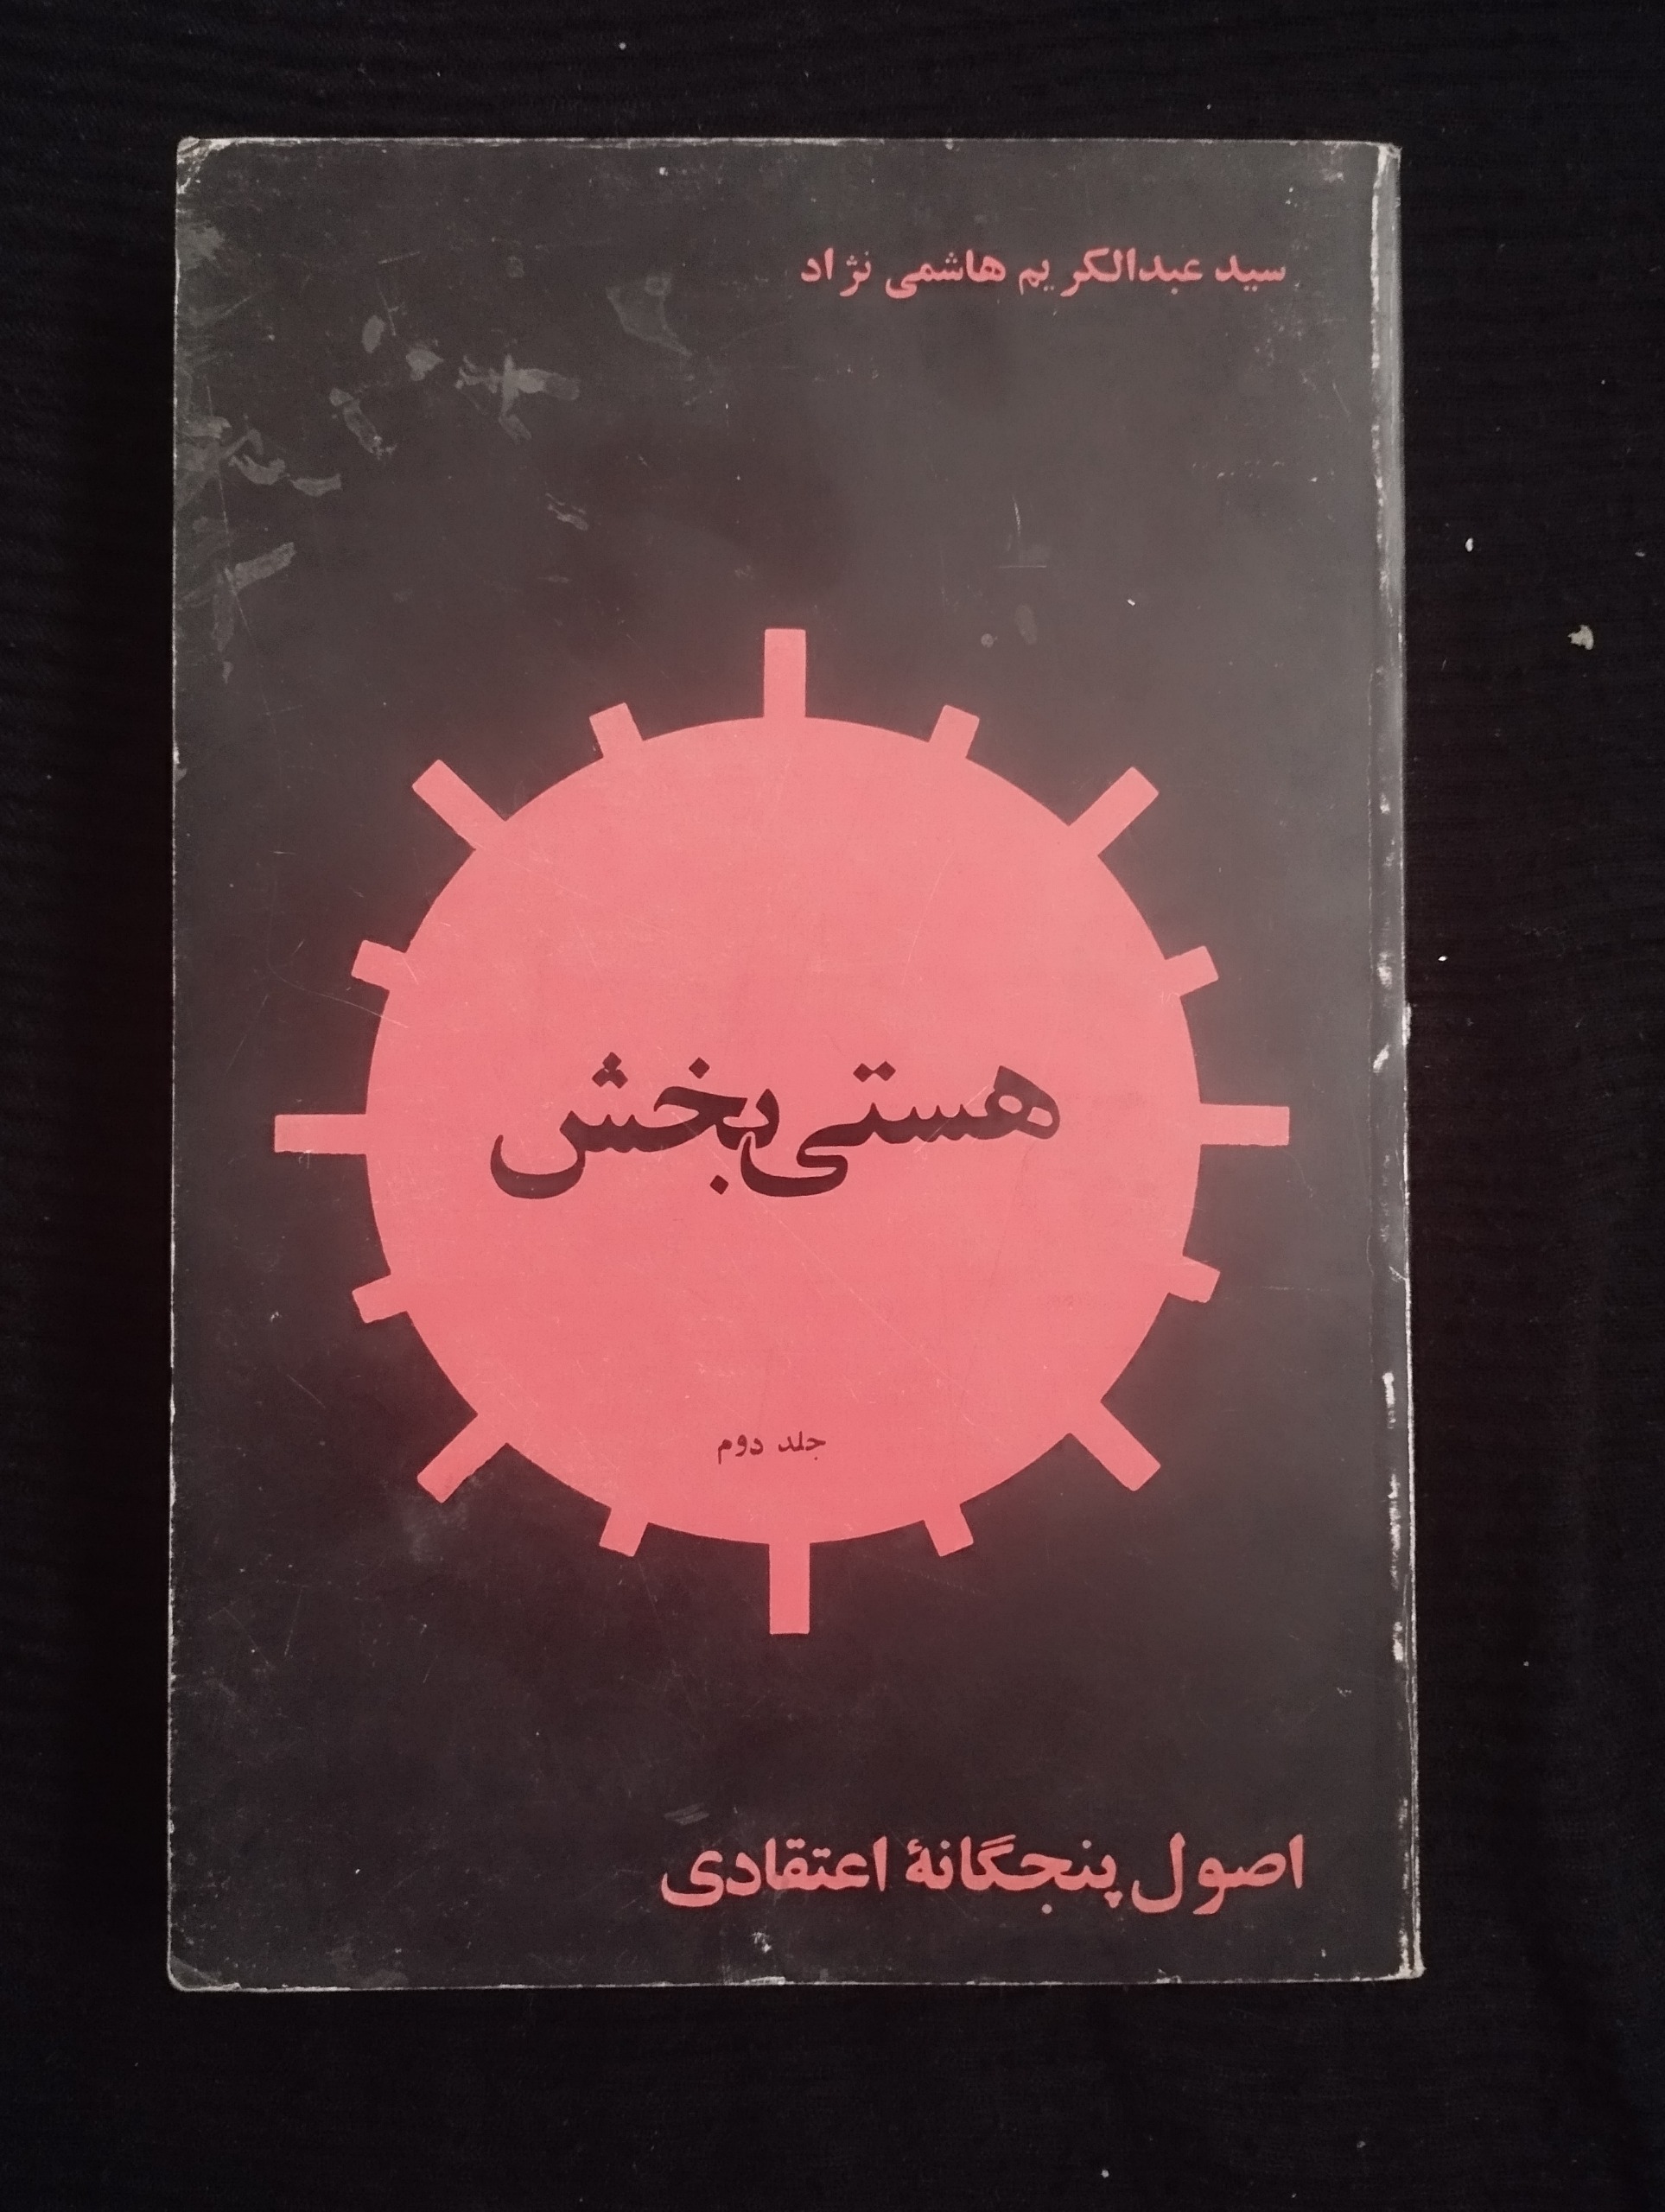 سید عبدالکریم هاشمی نژاد
هستی‌بخش
جلد دوم
اصول پنجگانهٔ اعتقادی